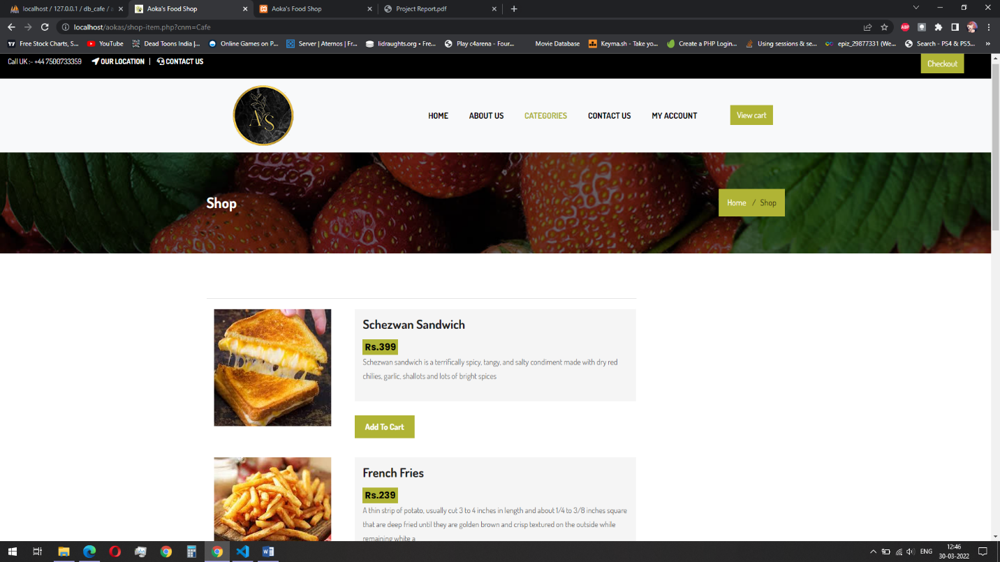 localhost / 127.0.0.1 / db_cafe / a
Aoka's Food Shop
Aoka's Food Shop
Project Report.pdf
localhost/aokas/shop-item.php?cnm=Cafe
ABP
Free Stock Charts, S...
YouTube
Dead Toons India |...
Online Games on P...
Server | Aternos | Fr...
lidraughts.org • Fre...
Play c4arena - Four...
Movie Database
Keyma.sh - Take yo...
Create a PHP Login...
Using sessions & se...
epiz_29877331 (We...
Search - PS4 & PS5...
»
Call UK :- +44 7500733359
OUR LOCATION |
CONTACT US
Checkout
AS
HOME
ABOUT US
CATEGORIES
CONTACT US
MY ACCOUNT
View cart
Shop
Home / Shop
Schezwan Sandwich
Rs.399
Schezwan sandwich is a terrifically spicy, tangy, and salty condiment made with dry red
chilies, garlic, shallots and lots of bright spices
Add To Cart
French Fries
Rs.239
A thin strip of potato, usually cut 3 to 4 inches in length and about 1/4 to 3/8 inches square
that are deep fried until they are golden brown and crisp textured on the outside while
remaining white a
ENG
12:46
30-03-2022